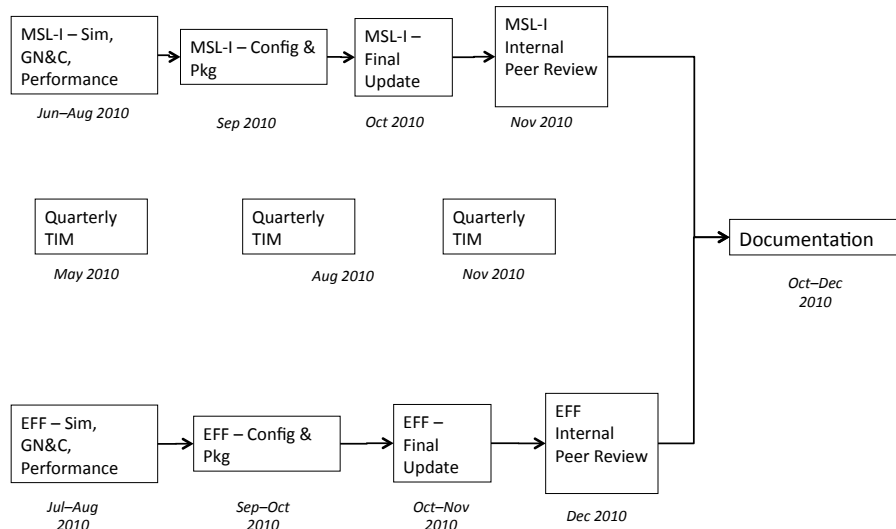 MSL-I – Sim,
GN&C,
Performance
Jun–Aug 2010
MSL-I – Config &
Pkg
Sep 2010
MSL-I –
Final
Update
Oct 2010
MSL-I
Internal
Peer Review
Nov 2010
Quarterly
TIM
May 2010
Quarterly
TIM
Aug 2010
Quarterly
TIM
Nov 2010
Documentation
Oct–Dec
2010
EFF – Sim,
GN&C,
Performance
Jul–Aug
2010
EFF – Config &
Pkg
Sep–Oct
2010
EFF –
Final
Update
Oct–Nov
2010
EFF
Internal
Peer Review
Dec 2010